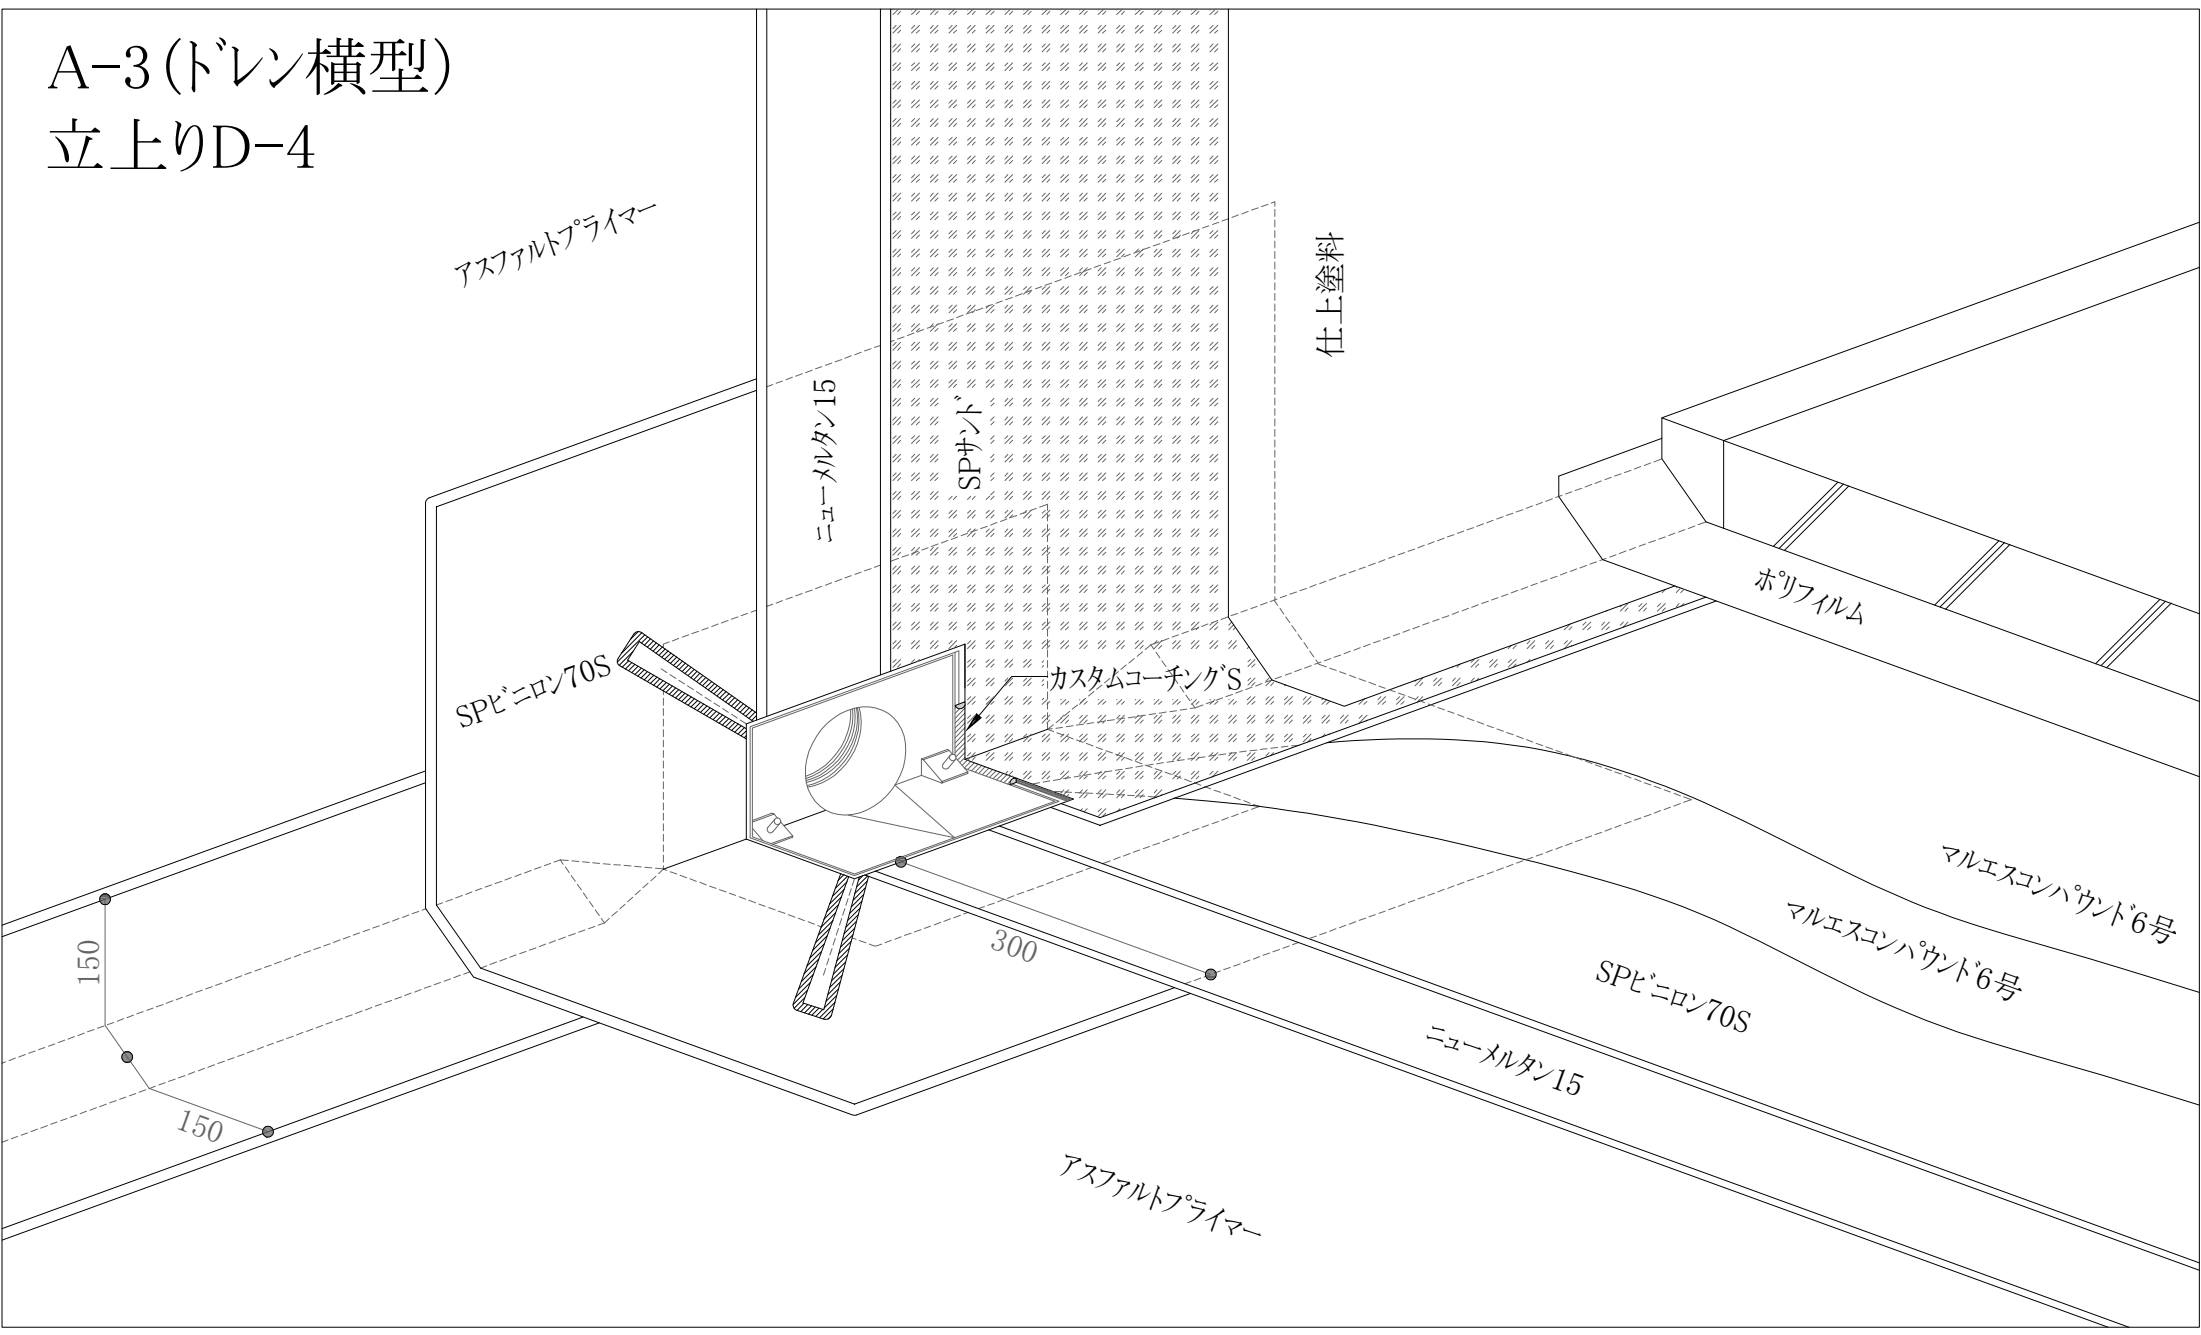 A-3(ドレン横型)
立上りD-4
アスファルトプライマー
仕上塗料
ニューメルタン15
SPサンド
ポリフィルム
SPビニロン70S
カスタムコーチングS
マルエスコンパウンド6号
マルエスコンパウンド6号
SPビニロン70S
ニューメルタン15
300
150
150
アスファルトプライマー